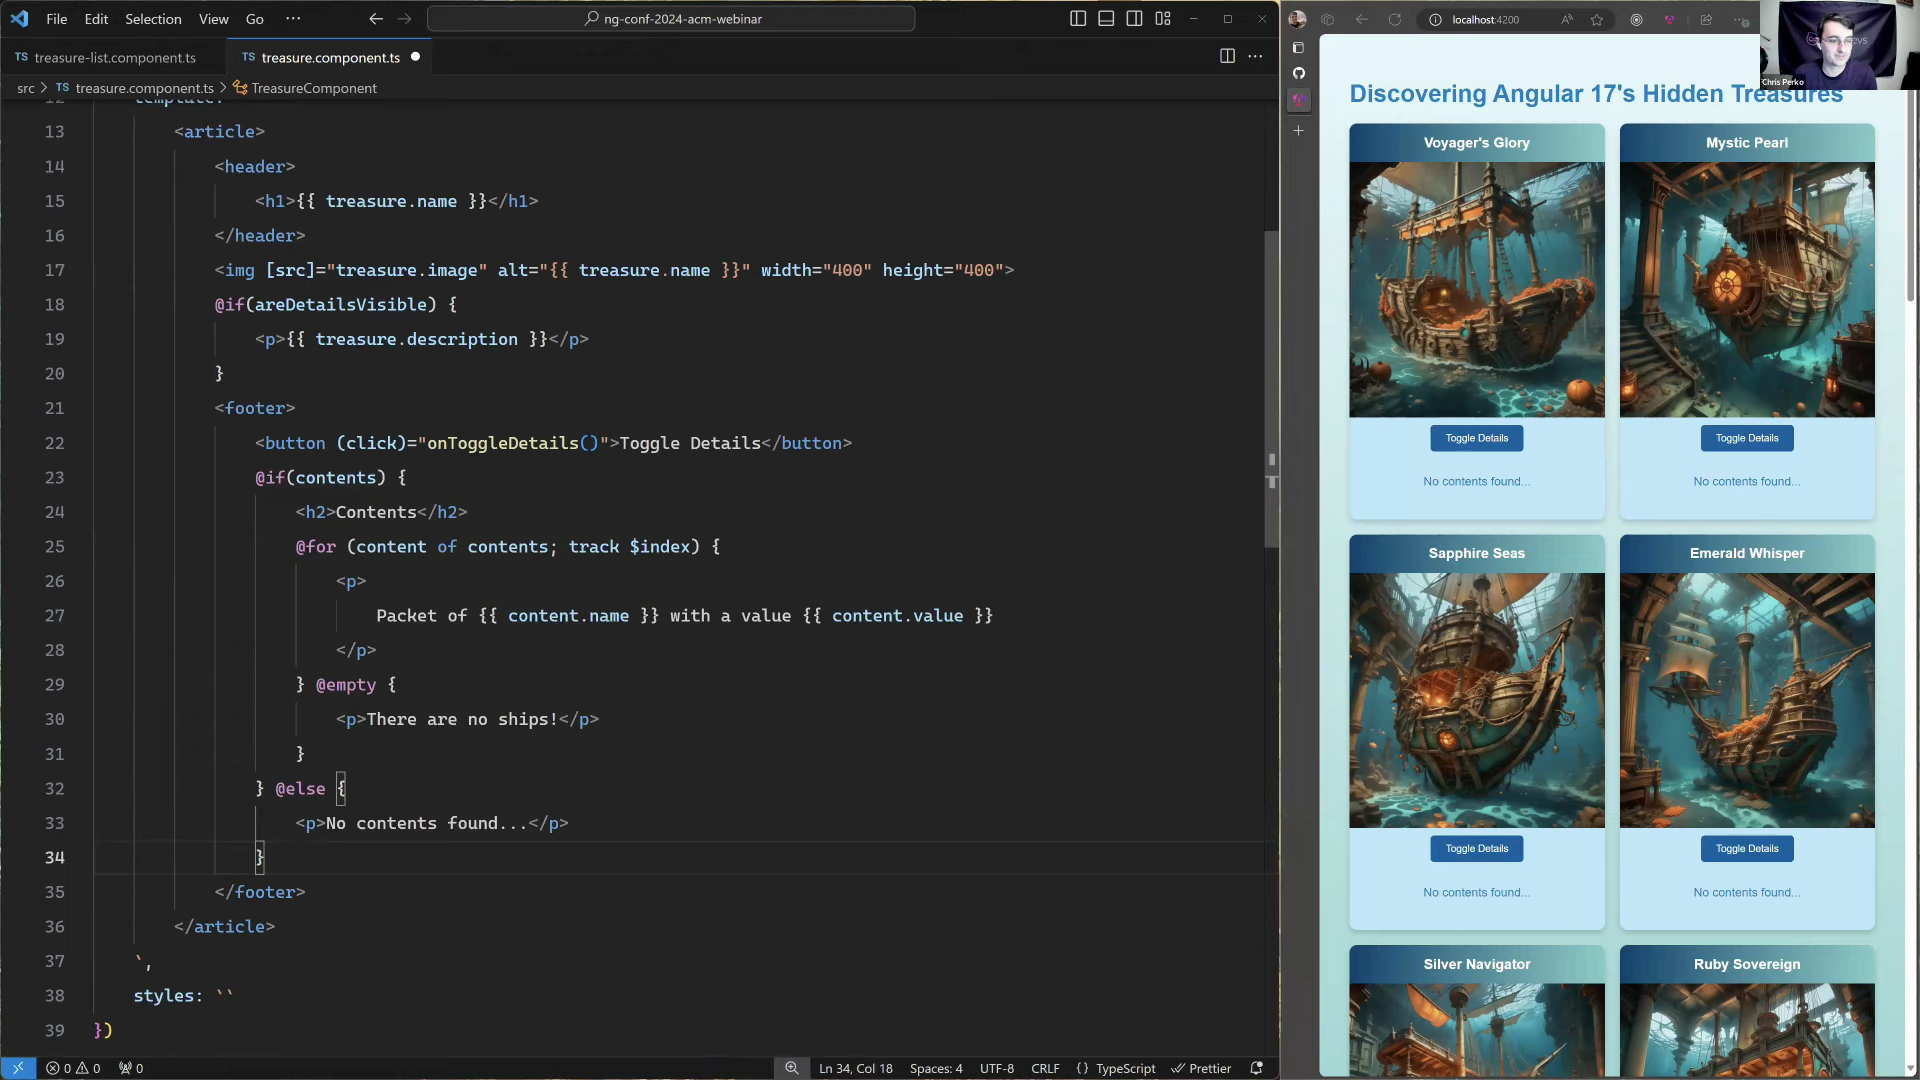 File Edit Selection View Go ···
ng-conf-2024-acm-webinar
TS treasure-list.component.ts
TS treasure.component.ts
src > TS treasure.component.ts > TreasureComponent
13 <article>
14 <header>
15 <h1>{{ treasure.name }}</h1>
16 </header>
17 <img [src]="treasure.image" alt="{{ treasure.name }}" width="400" height="400">
18 @if(areDetailsVisible) {
19 <p>{{ treasure.description }}</p>
20 }
21 <footer>
22 <button (click)="onToggleDetails()">Toggle Details</button>
23 @if(contents) {
24 <h2>Contents</h2>
25 @for (content of contents; track $index) {
26 <p>
27 Packet of {{ content.name }} with a value {{ content.value }}
28 </p>
29 } @empty {
30 <p>There are no ships!</p>
31 }
32 } @else {
33 <p>No contents found...</p>
34 }
35 </footer>
36 </article>
37 `,
38 styles: ``
39 })
0 0 0 Ln 34, Col 18 Spaces: 4 UTF-8 CRLF {} TypeScript Prettier
localhost:4200
Chris Perko
Discovering Angular 17's Hidden Treasures
Voyager's Glory
Mystic Pearl
Toggle Details
Toggle Details
No contents found...
No contents found...
Sapphire Seas
Emerald Whisper
Toggle Details
Toggle Details
No contents found...
No contents found...
Silver Navigator
Ruby Sovereign